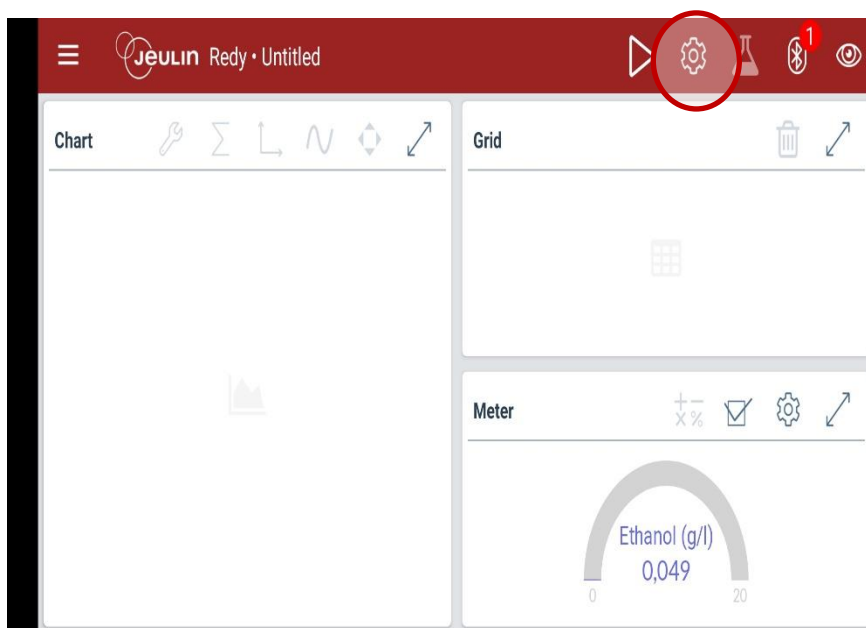 Jeulin Redy • Untitled
1
Chart
Grid
Meter
Ethanol (g/l)
0,049
0
20